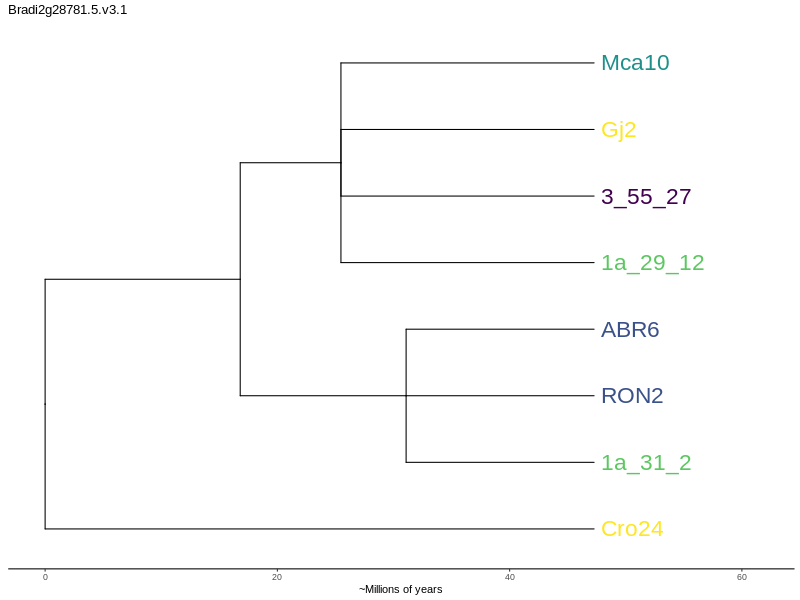 Bradi2g28781.5.v3.1
Mca10
Gj2
3_55_27
1a_29_12
ABR6
RON2
1a_31_2
Cro24
0 20 40 60
~Millions of years